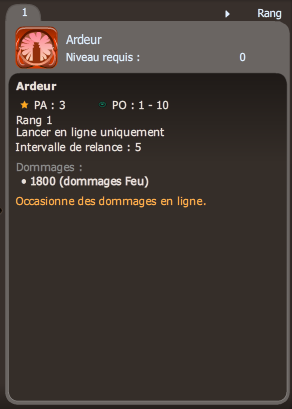 1
Rang
Ardeur
Niveau requis : 0
Ardeur
PA : 3 PO : 1 - 10
Rang 1
Lancer en ligne uniquement
Intervalle de relance : 5
Dommages :
• 1800 (dommages Feu)
Occasionne des dommages en ligne.